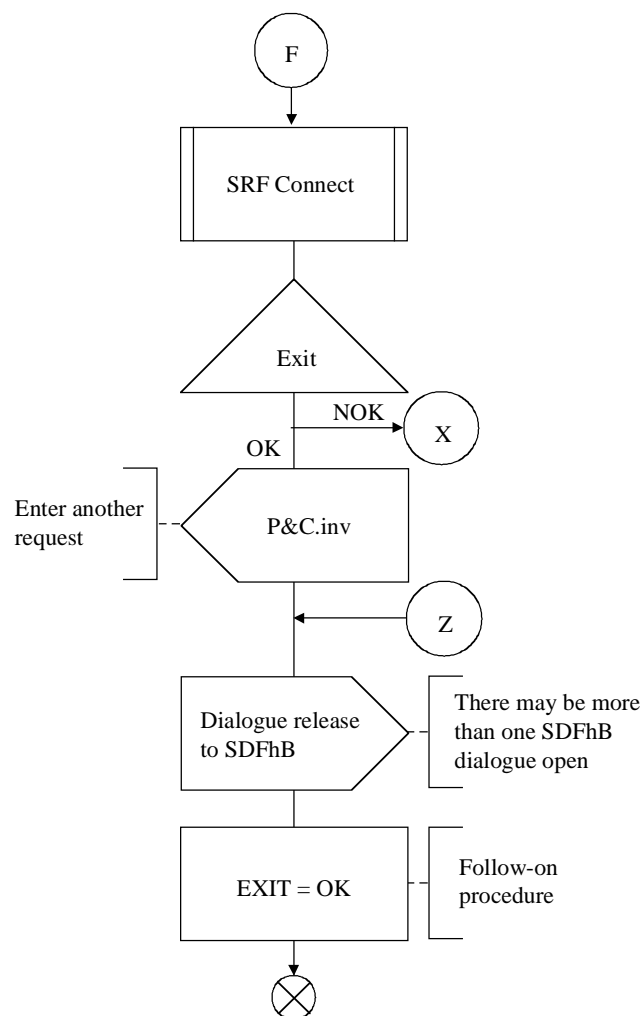 F
SRF Connect
Exit
NOK
X
OK
Enter another
request
P&C.inv
Z
Dialogue release
to SDFhB
There may be more
than one SDFhB
dialogue open
EXIT = OK
Follow-on
procedure